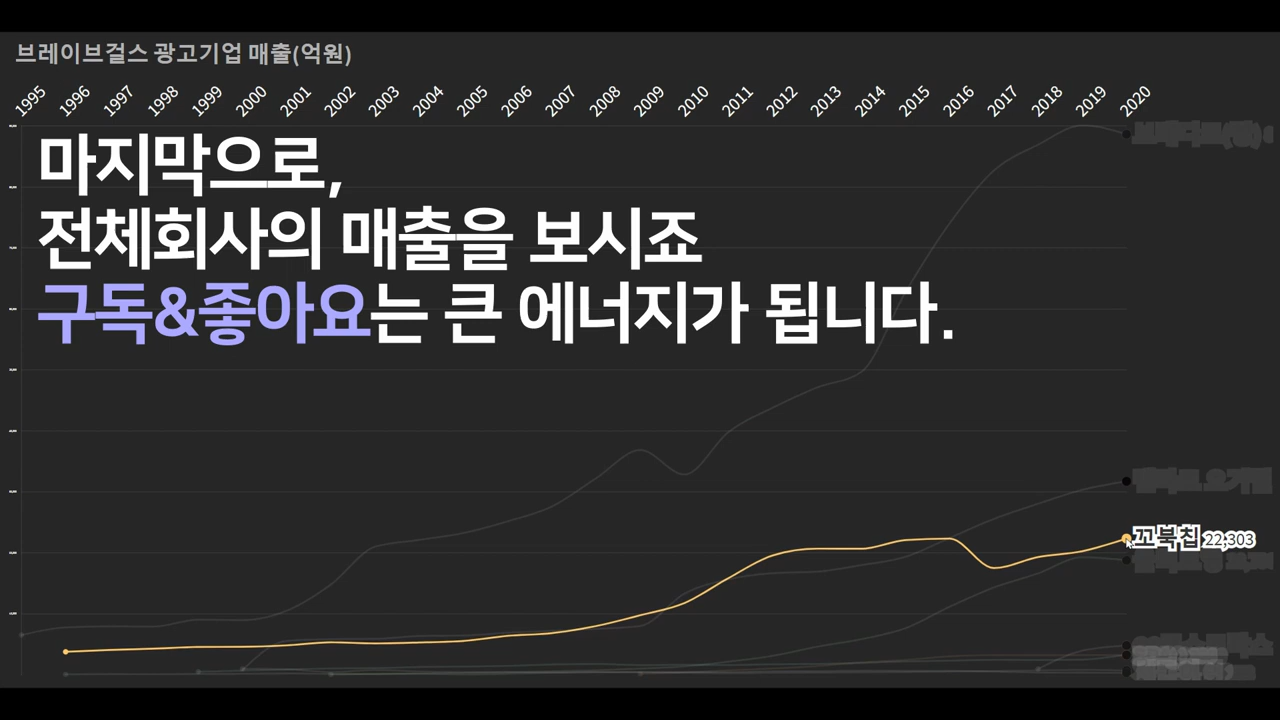 브레이브걸스 광고기업 매출(억원)
1995 1996 1997 1998 1999 2000 2001 2002 2003 2004 2005 2006 2007 2008 2009 2010 2011 2012 2013 2014 2015 2016 2017 2018 2019 2020
마지막으로,
전체회사의 매출을 보시죠
구독&좋아요는 큰 에너지가 됩니다.
꼬북칩 22,303